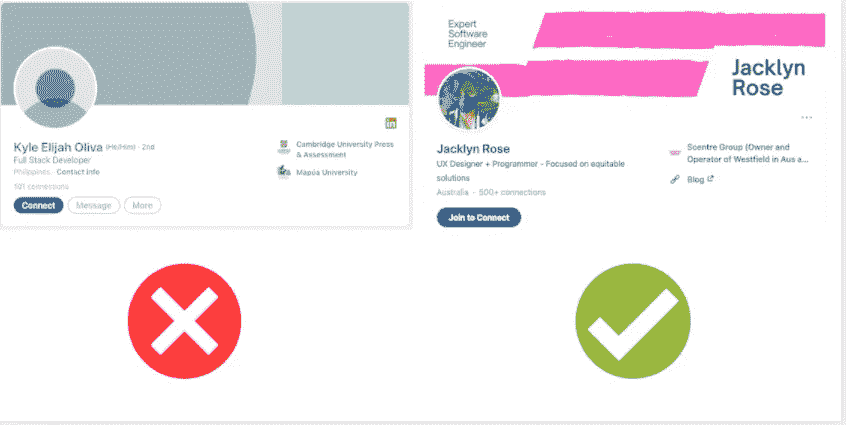 Kyle Elijah Oliva (He/Him) · 2nd
Full Stack Developer
Philippines · Contact info
101 connections
Connect
Message
More
Cambridge University Press
& Assessment
Mapúa University
Expert
Software
Engineer
Jacklyn
Rose
Jacklyn Rose
UX Designer + Programmer - Focused on equitable
solutions
Australia · 500+ connections
Join to Connect
Scentre Group (Owner and
Operator of Westfield in Aus a...
Blog